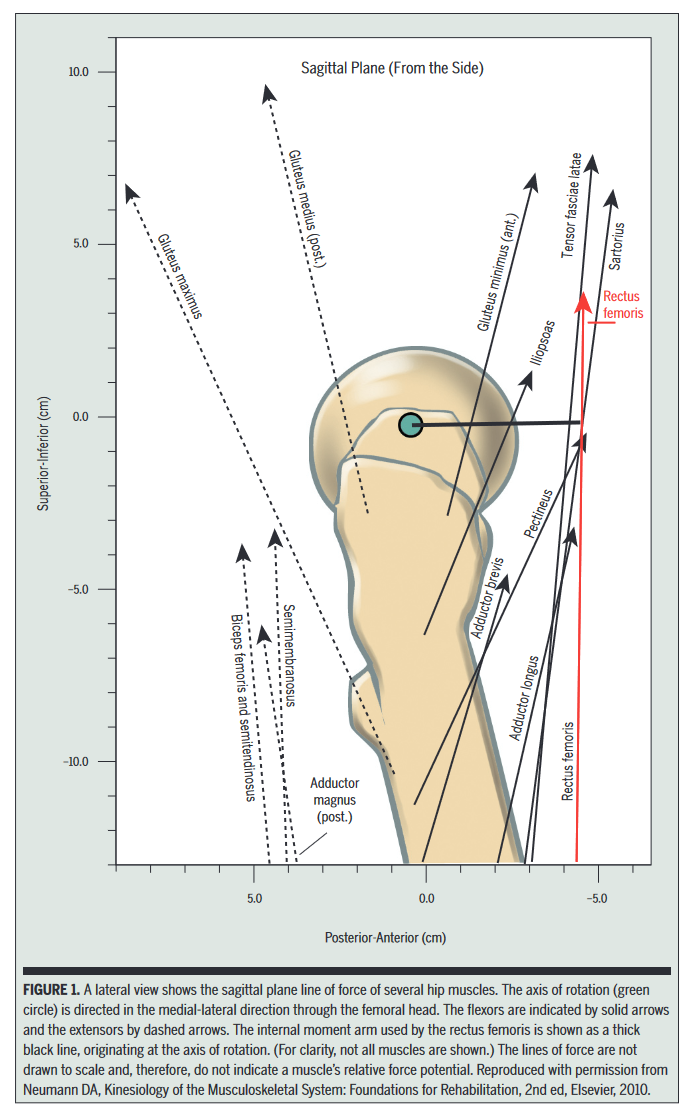 Sagittal Plane (From the Side)
10.0
5.0
0.0
−5.0
−10.0
Superior-Inferior (cm)
Gluteus maximus
Gluteus medius (post.)
Gluteus minimus (ant.)
Iliopsoas
Tensor fasciae latae
Sartorius
Rectus
femoris
Pectineus
Adductor brevis
Adductor longus
Rectus femoris
Biceps femoris and semitendinosus
Semimembranosus
Adductor
magnus
(post.)
5.0
0.0
−5.0
Posterior-Anterior (cm)
FIGURE 1. A lateral view shows the sagittal plane line of force of several hip muscles. The axis of rotation (green
circle) is directed in the medial-lateral direction through the femoral head. The flexors are indicated by solid arrows
and the extensors by dashed arrows. The internal moment arm used by the rectus femoris is shown as a thick
black line, originating at the axis of rotation. (For clarity, not all muscles are shown.) The lines of force are not
drawn to scale and, therefore, do not indicate a muscle's relative force potential. Reproduced with permission from
Neumann DA, Kinesiology of the Musculoskeletal System: Foundations for Rehabilitation, 2nd ed, Elsevier, 2010.